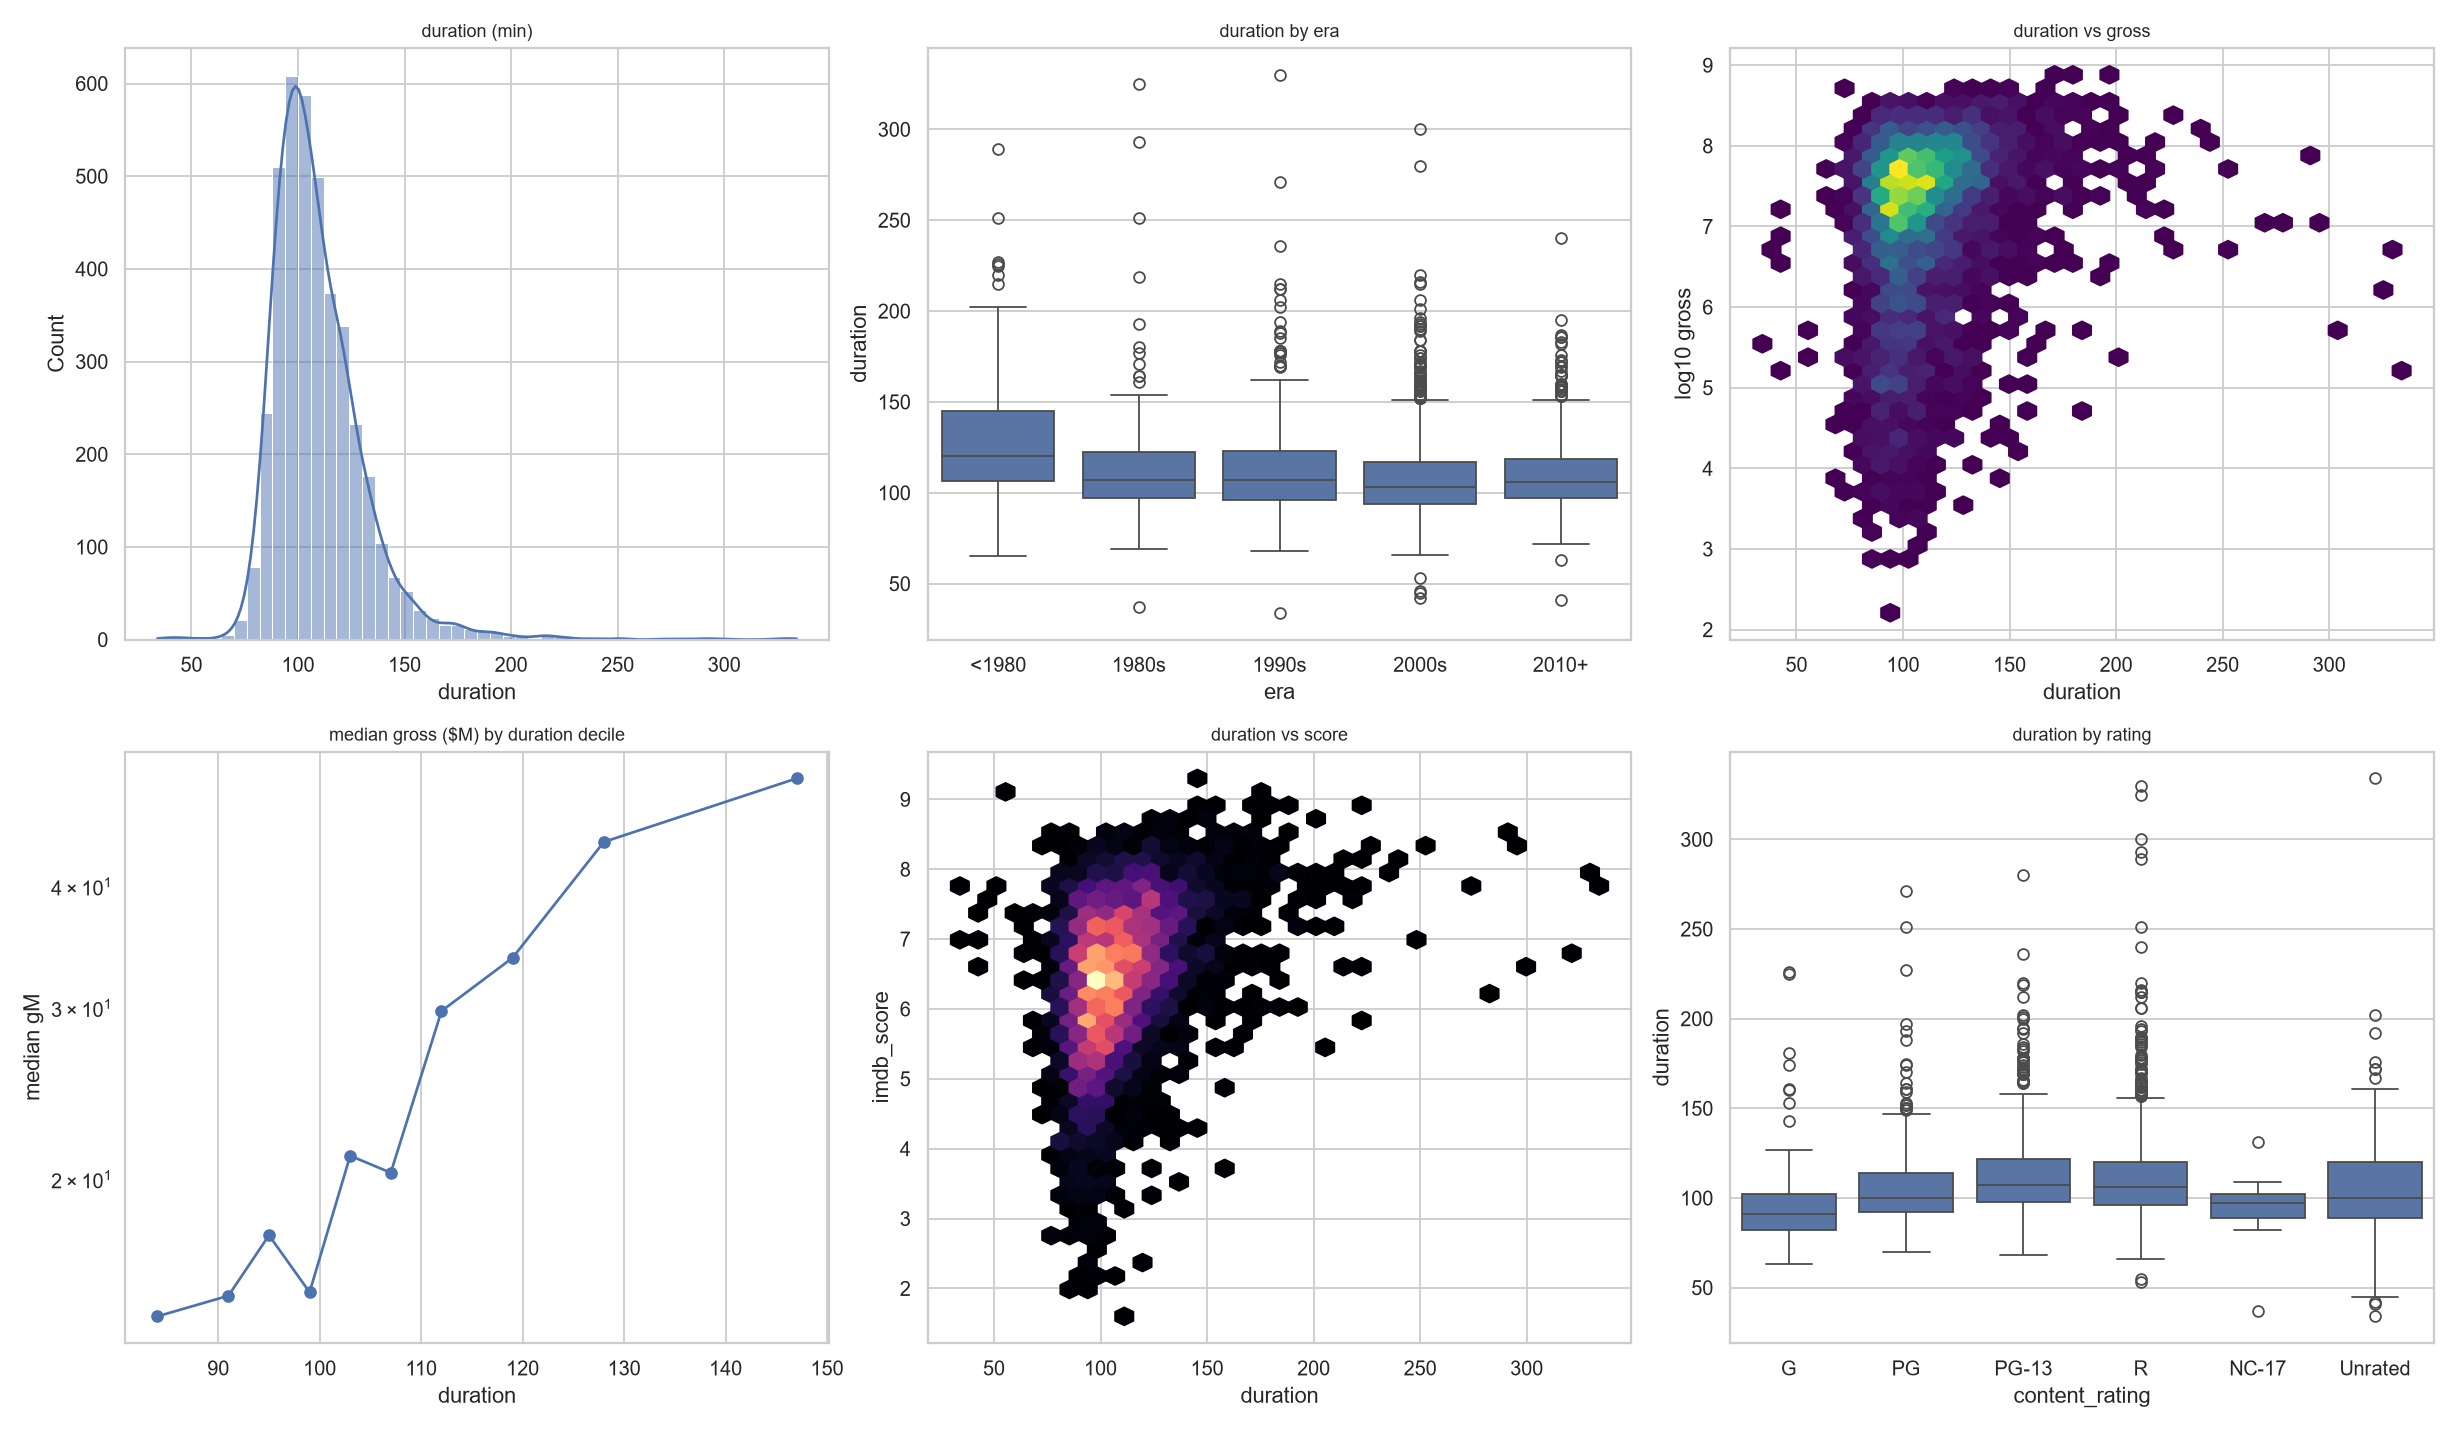 duration (min)
600
500
400
300
200
100
0
Count
50 100 150 200 250 300
duration
duration by era
300
250
200
150
100
50
duration
<1980 1980s 1990s 2000s 2010+
era
duration vs gross
9
8
7
6
5
4
3
2
log10 gross
50 100 150 200 250 300
duration
median gross ($M) by duration decile
4 × 10¹
3 × 10¹
2 × 10¹
median gM
90 100 110 120 130 140 150
duration
duration vs score
9
8
7
6
5
4
3
2
imdb_score
50 100 150 200 250 300
duration
duration by rating
300
250
200
150
100
50
duration
G PG PG-13 R NC-17 Unrated
content_rating